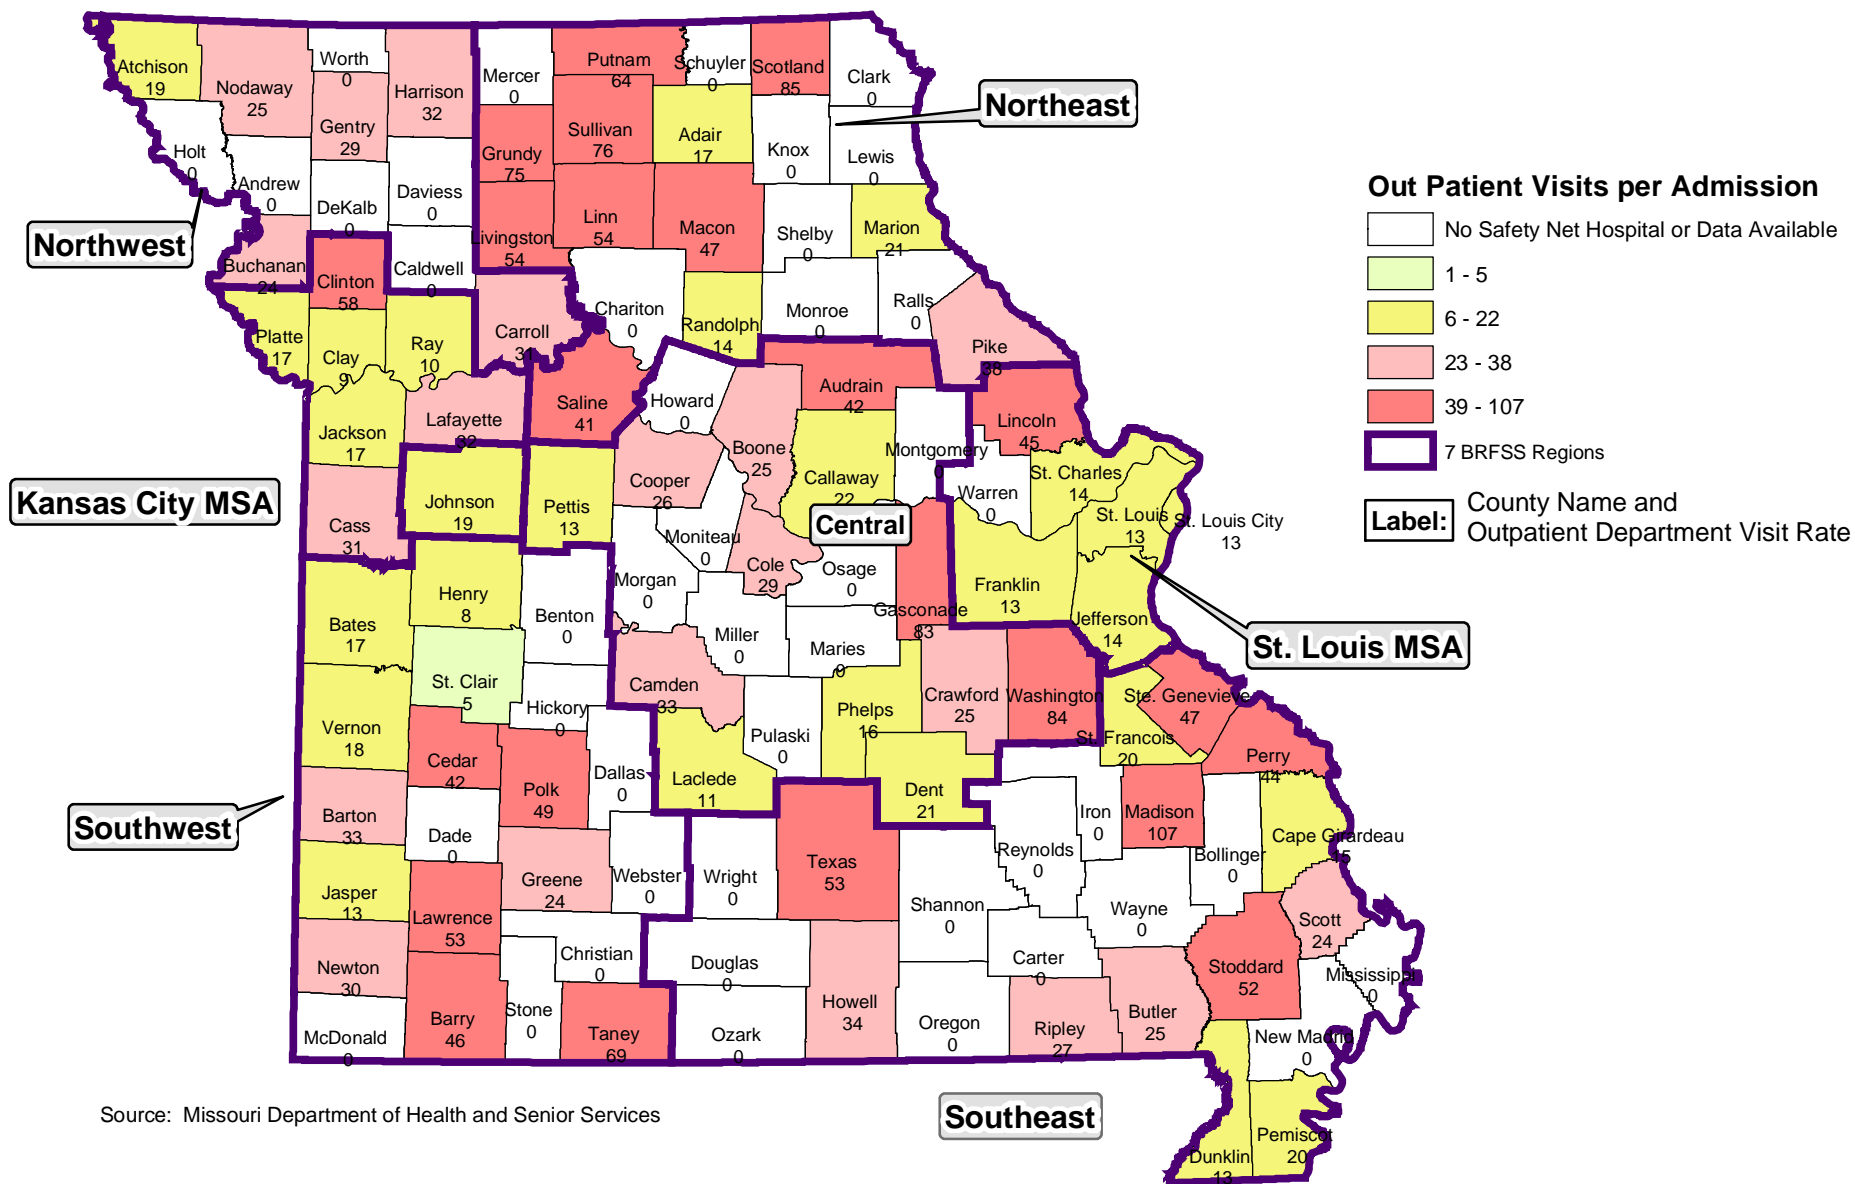 Atchison
19
Nodaway
25
Worth
0
Harrison
32
Mercer
0
Putnam
64
Schuyler
0
Scotland
85
Clark
0
Northeast
Gentry
29
Holt
0
Andrew
0
DeKalb
0
Daviess
0
Grundy
75
Sullivan
76
Adair
17
Knox
0
Lewis
0
Northwest
Buchanan
24
Clinton
58
Caldwell
0
Livingston
54
Linn
54
Macon
47
Shelby
0
Marion
21
Platte
17
Clay
9
Ray
10
Carroll
31
Chariton
0
Randolph
14
Monroe
0
Ralls
0
Pike
38
Out Patient Visits per Admission
No Safety Net Hospital or Data Available
1 - 5
6 - 22
23 - 38
39 - 107
7 BRFSS Regions
Label:
County Name and
Outpatient Department Visit Rate
Jackson
17
Lafayette
32
Saline
41
Howard
0
Boone
25
Audrain
42
Callaway
22
Montgomery
0
Lincoln
45
Warren
0
St. Charles
14
St. Louis
13
St. Louis City
13
Kansas City MSA
Cass
31
Johnson
19
Pettis
13
Cooper
26
Moniteau
0
Central
Cole
29
Osage
0
Gasconade
83
Franklin
13
Jefferson
14
St. Louis MSA
Bates
17
Henry
8
Benton
0
Morgan
0
Miller
0
Maries
0
Vernon
18
St. Clair
5
Hickory
0
Camden
33
Pulaski
0
Phelps
16
Crawford
25
Washington
84
Ste. Genevieve
47
St. Francois
20
Perry
44
Southwest
Barton
33
Cedar
42
Polk
49
Dallas
0
Laclede
11
Dent
21
Iron
0
Madison
107
Bollinger
0
Cape Girardeau
15
Dade
0
Jasper
13
Greene
24
Webster
0
Wright
0
Texas
53
Shannon
0
Reynolds
0
Wayne
0
Scott
24
Lawrence
53
Newton
30
Christian
0
Douglas
0
Howell
34
Carter
0
Stoddard
52
Mississippi
0
McDonald
0
Barry
46
Stone
0
Taney
69
Ozark
0
Oregon
0
Ripley
27
Butler
25
New Madrid
0
Southeast
Dunklin
13
Pemiscot
20
Source: Missouri Department of Health and Senior Services